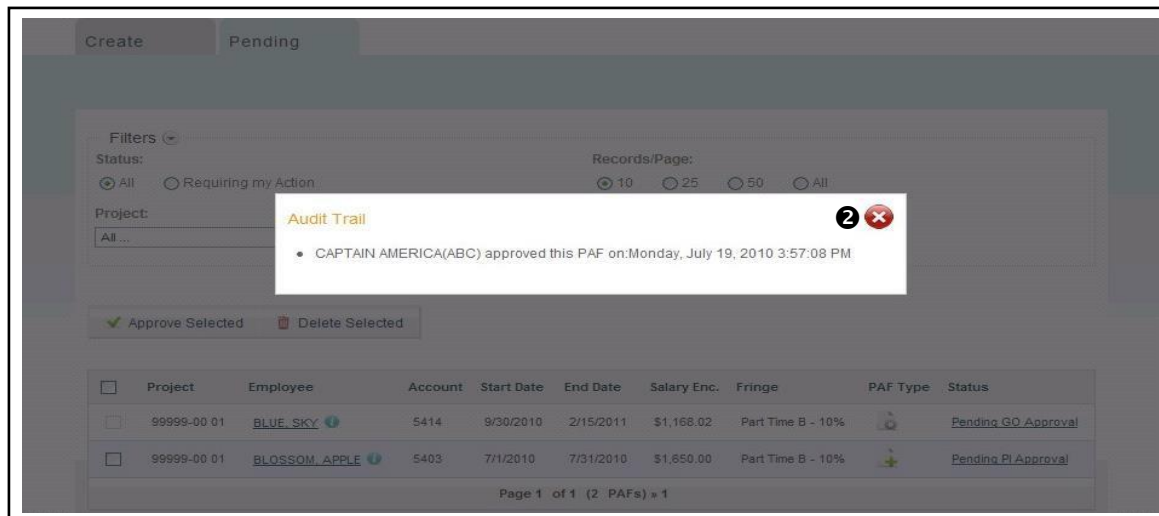 Create Pending
Filters
Status: Records/Page:
All Requiring my Action 10 25 50 All
Project:
All ...
Audit Trail ❷
• CAPTAIN AMERICA(ABC) approved this PAF on:Monday, July 19, 2010 3:57:08 PM
Approve Selected Delete Selected
Project Employee Account Start Date End Date Salary Enc. Fringe PAF Type Status
99999-00 01 BLUE, SKY 5414 9/30/2010 2/15/2011 $1,168.02 Part Time B - 10% Pending GO Approval
99999-00 01 BLOSSOM, APPLE 5403 7/1/2010 7/31/2010 $1,650.00 Part Time B - 10% Pending PI Approval
Page 1 of 1 (2 PAFs) » 1